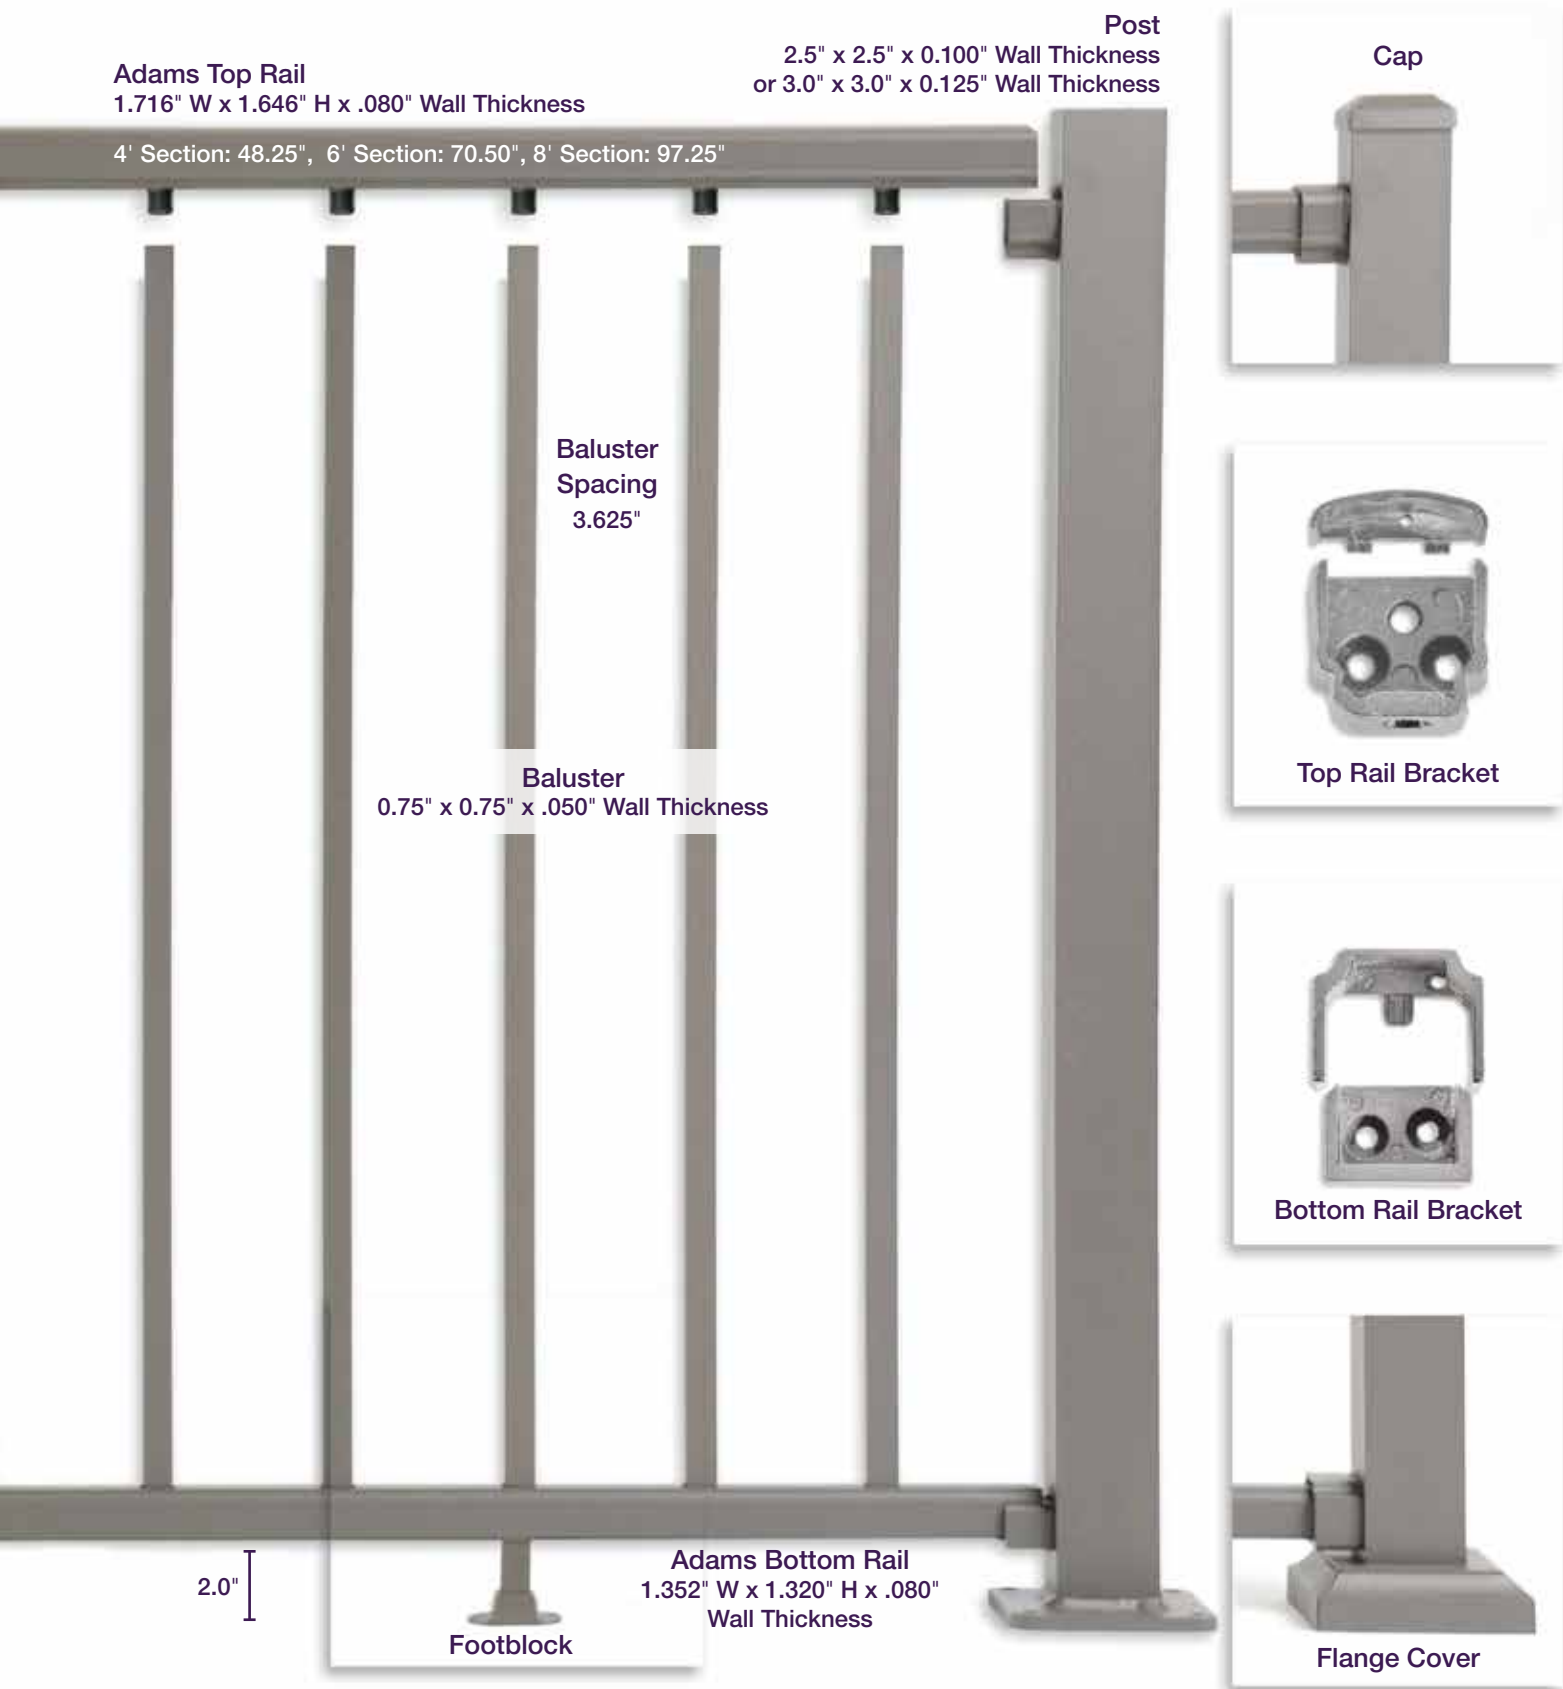 Post
2.5" x 2.5" x 0.100" Wall Thickness
or 3.0" x 3.0" x 0.125" Wall Thickness
Adams Top Rail
1.716" W x 1.646" H x .080" Wall Thickness
4' Section: 48.25",  6' Section: 70.50", 8' Section: 97.25"
Cap
Baluster
Spacing
3.625"
Baluster
0.75" x 0.75" x .050" Wall Thickness
Top Rail Bracket
Bottom Rail Bracket
2.0"
Adams Bottom Rail
1.352" W x 1.320" H x .080"
Wall Thickness
Footblock
Flange Cover